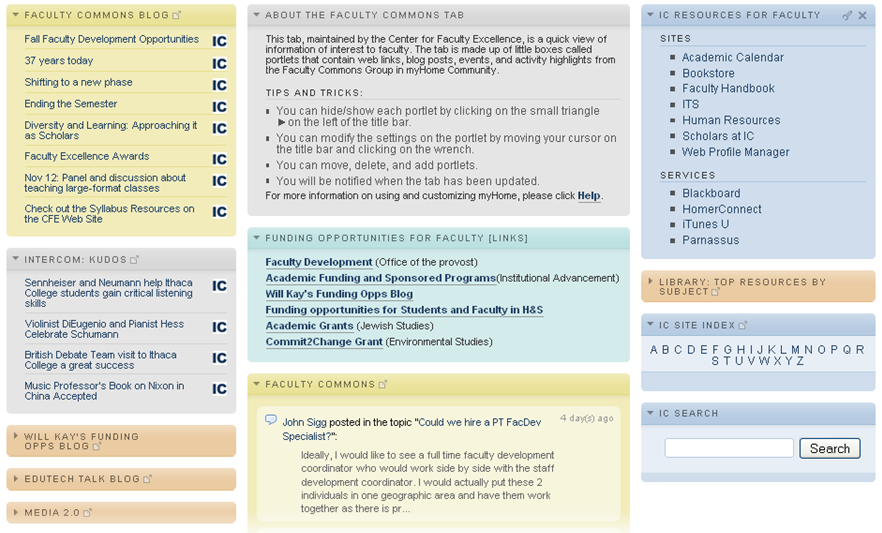 FACULTY COMMONS BLOG
Fall Faculty Development Opportunities IC
37 years today IC
Shifting to a new phase IC
Ending the Semester IC
Diversity and Learning: Approaching it IC
as Scholars
Faculty Excellence Awards IC
Nov 12: Panel and discussion about IC
teaching large-format classes
Check out the Syllabus Resources on IC
the CFE Web Site
INTERCOM: KUDOS
Sennheiser and Neumann help Ithaca IC
College students gain critical listening
skills
Violinist DiEugenio and Pianist Hess IC
Celebrate Schumann
British Debate Team visit to Ithaca IC
College a great success
Music Professor's Book on Nixon in IC
China Accepted
WILL KAY'S FUNDING
OPPS BLOG
EDUTECH TALK BLOG
MEDIA 2.0
ABOUT THE FACULTY COMMONS TAB
This tab, maintained by the Center for Faculty Excellence, is a quick view of
information of interest to faculty. The tab is made up of little boxes called
portlets that contain web links, blog posts, events, and activity highlights from
the Faculty Commons Group in myHome Community.
TIPS AND TRICKS:
You can hide/show each portlet by clicking on the small triangle
►on the left of the title bar.
You can modify the settings on the portlet by moving your cursor on
the title bar and clicking on the wrench.
You can move, delete, and add portlets.
You will be notified when the tab has been updated.
For more information on using and customizing myHome, please click Help.
FUNDING OPPORTUNITIES FOR FACULTY [LINKS]
Faculty Development (Office of the provost)
Academic Funding and Sponsored Programs(Institutional Advancement)
Will Kay's Funding Opps Blog
Funding opportunities for Students and Faculty in H&S
Academic Grants (Jewish Studies)
Commit2Change Grant (Environmental Studies)
FACULTY COMMONS
John Sigg posted in the topic "Could we hire a PT FacDev 4 day(s) ago
Specialist?":
Ideally, I would like to see a full time faculty development
coordinator who would work side by side with the staff
development coordinator. I would actually put these 2
individuals in one geographic area and have them work
together as there is pr...
IC RESOURCES FOR FACULTY
SITES
Academic Calendar
Bookstore
Faculty Handbook
ITS
Human Resources
Scholars at IC
Web Profile Manager
SERVICES
Blackboard
HomerConnect
iTunes U
Parnassus
LIBRARY: TOP RESOURCES BY
SUBJECT
IC SITE INDEX
A B C D E F G H I J K L M N O P Q R
S T U V W X Y Z
IC SEARCH
Search